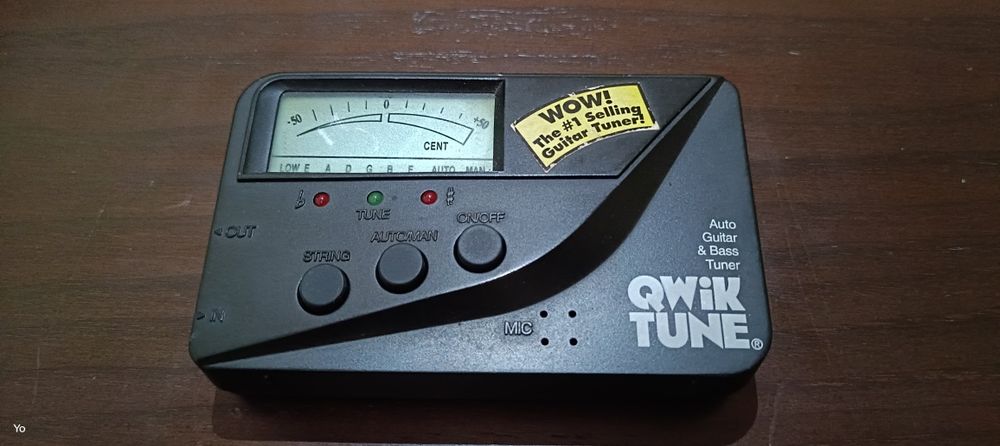 -50 0 +50
CENT
LOW E A D G B E AUTO MAN
WOW!
The #1 Selling
Guitar Tuner!
♭ TUNE ♯
STRING AUTO/MAN ON/OFF
<OUT
>IN
MIC
Auto
Guitar
& Bass
Tuner
QWiK
TUNE®
Yo